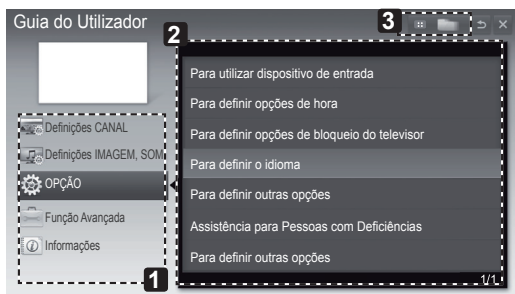 Guia do Utilizador
3
2
Definições CANAL
Definições IMAGEM, SOM
OPÇÃO
Função Avançada
Informações
1
Para utilizar dispositivo de entrada
Para definir opções de hora
Para definir opções de bloqueio do televisor
Para definir o idioma
Para definir outras opções
Assistência para Pessoas com Deficiências
Para definir outras opções
1/1